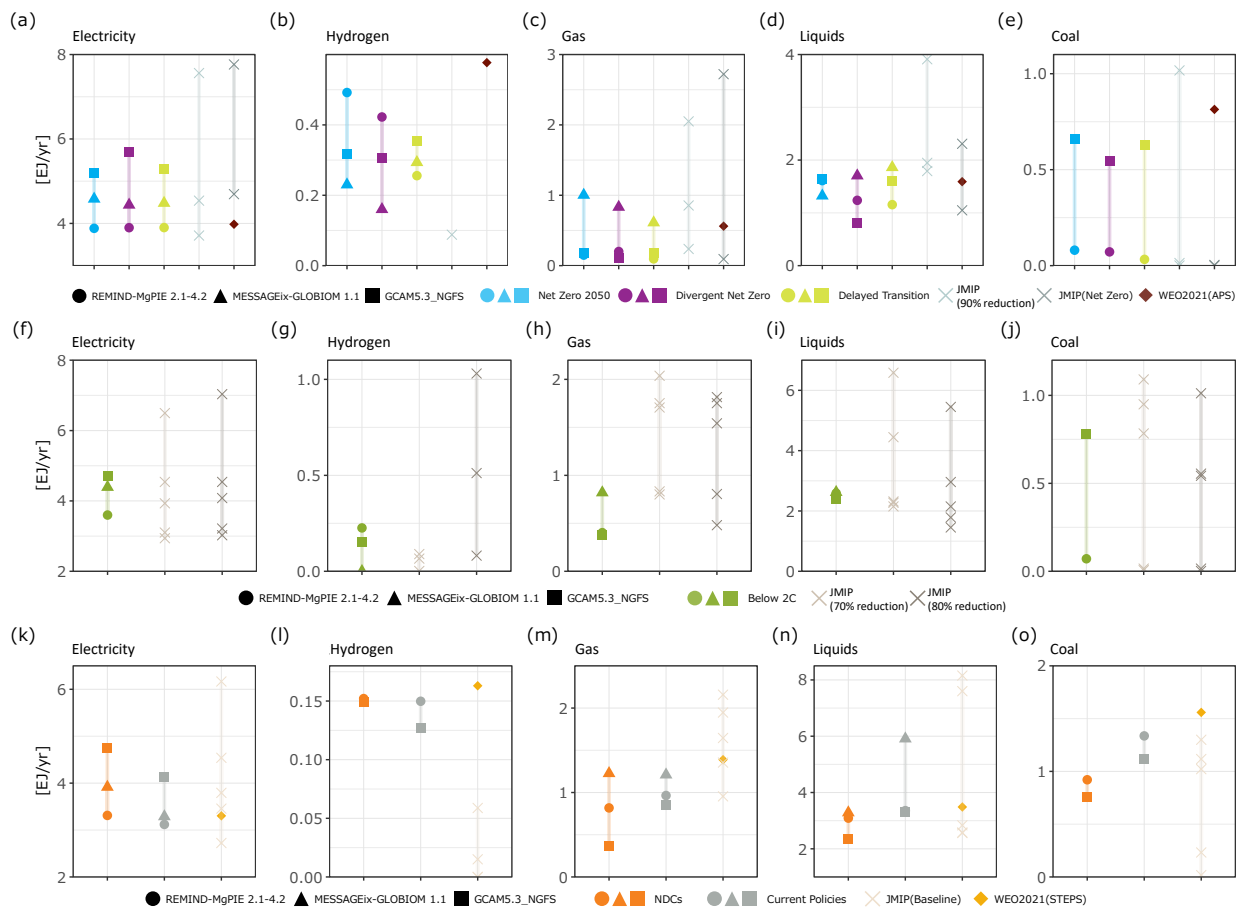 (a) (b) (c) (d) (e)
Electricity Hydrogen Gas Liquids Coal
[EJ/yr]
8 6 4
0.4 0.2 0.0
3 2 1 0
4 2 0
1.0 0.5 0.0
REMIND-MgPIE 2.1-4.2 MESSAGEix-GLOBIOM 1.1 GCAM5.3_NGFS Net Zero 2050 Divergent Net Zero Delayed Transition JMIP (90% reduction) JMIP(Net Zero) WEO2021(APS)
(f) (g) (h) (i) (j)
Electricity Hydrogen Gas Liquids Coal
[EJ/yr]
8 6 4 2
1.0 0.5 0.0
2 1 0
6 4 2 0
1.0 0.5 0.0
REMIND-MgPIE 2.1-4.2 MESSAGEix-GLOBIOM 1.1 GCAM5.3_NGFS Below 2C JMIP (70% reduction) JMIP (80% reduction)
(k) (l) (m) (n) (o)
Electricity Hydrogen Gas Liquids Coal
[EJ/yr]
6 4 2
0.15 0.10 0.05 0.00
2 1 0
8 6 4 2
2 1 0
REMIND-MgPIE 2.1-4.2 MESSAGEix-GLOBIOM 1.1 GCAM5.3_NGFS NDCs Current Policies JMIP(Baseline) WEO2021(STEPS)